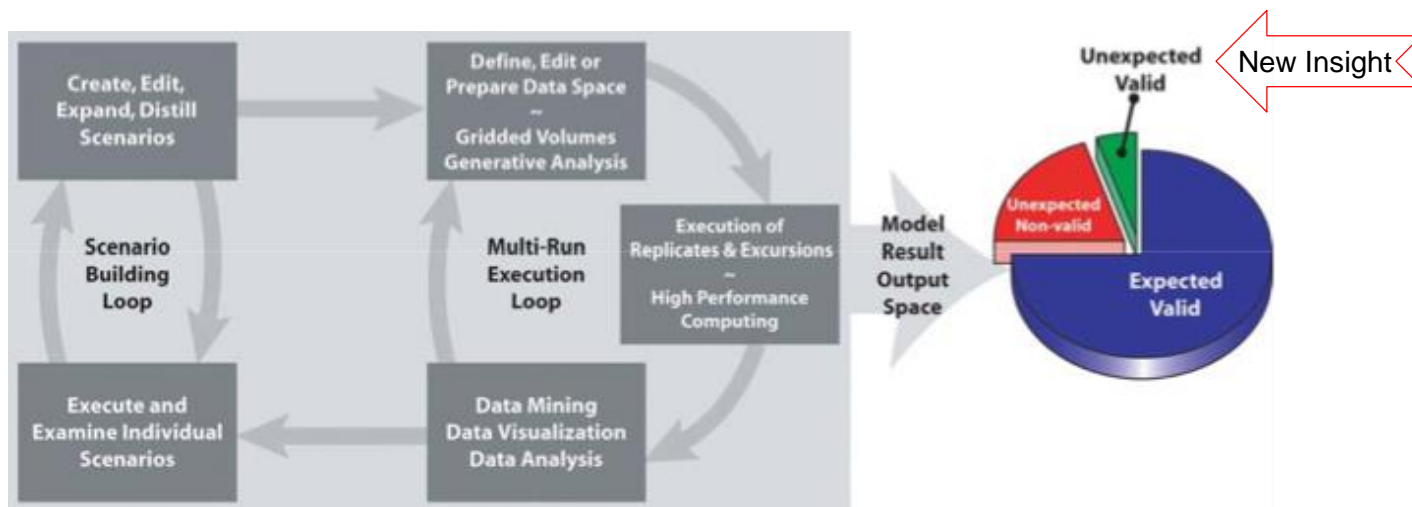 Create, Edit,
Expand, Distill
Scenarios
Define, Edit or
Prepare Data Space
~
Gridded Volumes
Generative Analysis
Scenario
Building
Loop
Multi-Run
Execution
Loop
Execution of
Replicates & Excursions
~
High Performance
Computing
Execute and
Examine Individual
Scenarios
Data Mining
Data Visualization
Data Analysis
Model
Result
Output
Space
Unexpected
Valid
New Insight
Unexpected
Non-valid
Expected
Valid